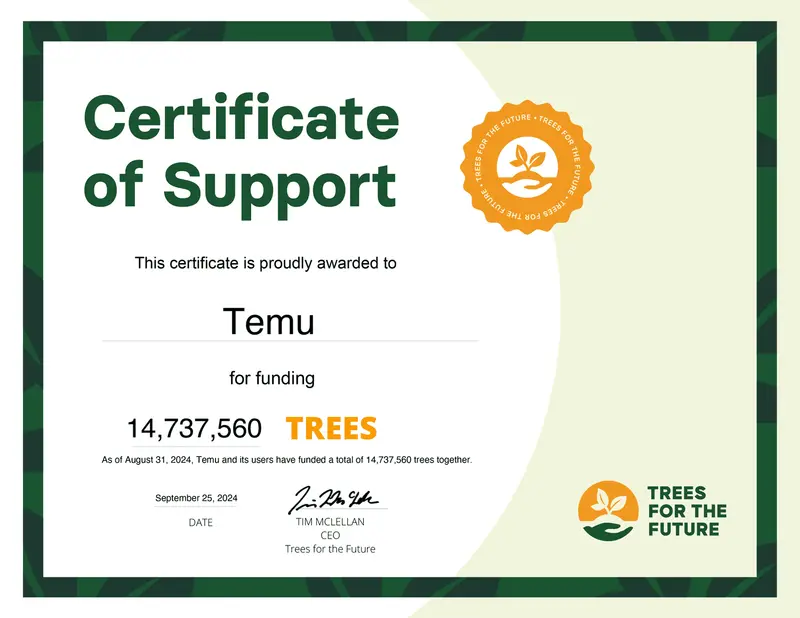 Certificate
of Support
TREES FOR THE FUTURE • TREES FOR THE FUTURE • TREES FOR THE FUTURE •
This certificate is proudly awarded to
Temu
for funding
14,737,560 TREES
As of August 31, 2024, Temu and its users have funded a total of 14,737,560 trees together.
September 25, 2024
DATE
TIM MCLELLAN
CEO
Trees for the Future
TREES
FOR THE
FUTURE